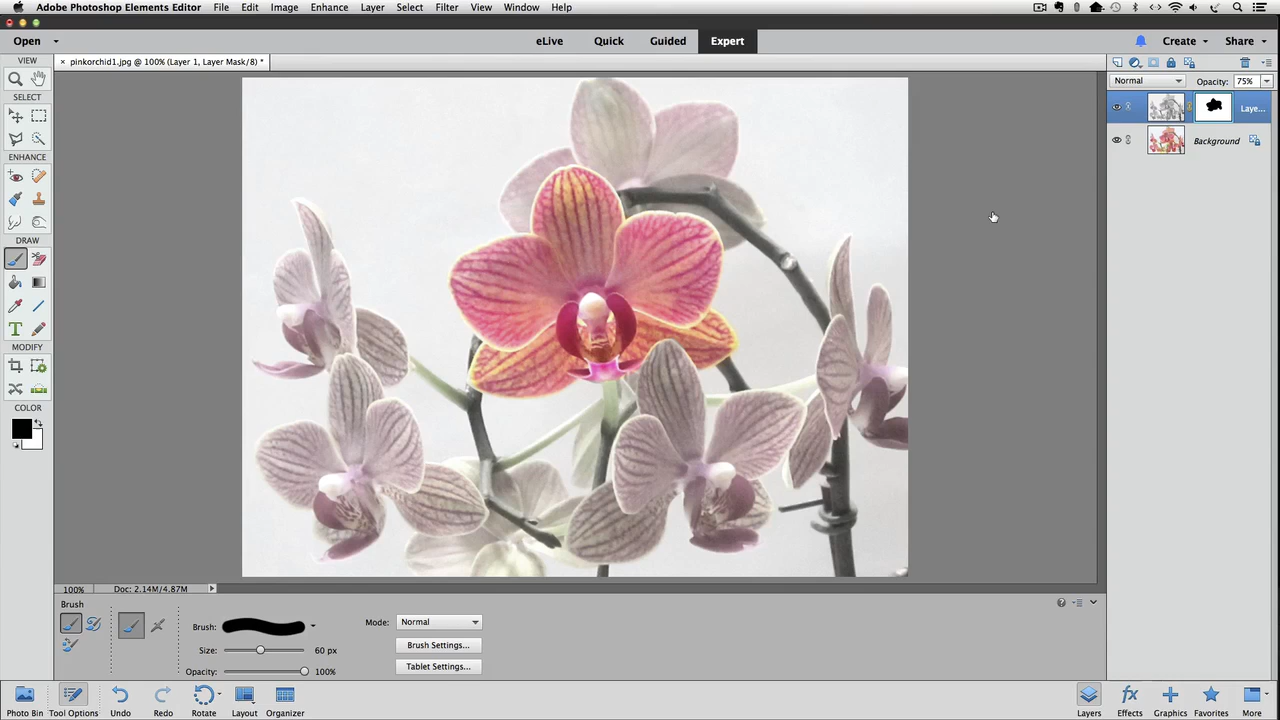 Adobe Photoshop Elements Editor File Edit Image Enhance Layer Select Filter View Window Help
Open eLive Quick Guided Expert Create Share
VIEW
× pinkorchid1.jpg @ 100% (Layer 1, Layer Mask/8) *
Normal Opacity: 75%
SELECT
Laye...
Background
ENHANCE
DRAW
T
MODIFY
COLOR
100% Doc: 2.14M/4.87M
Brush
Brush: Mode: Normal
Size: 60 px Brush Settings...
Opacity: 100% Tablet Settings...
Photo Bin Tool Options Undo Redo Rotate Layout Organizer Layers Effects Graphics Favorites More